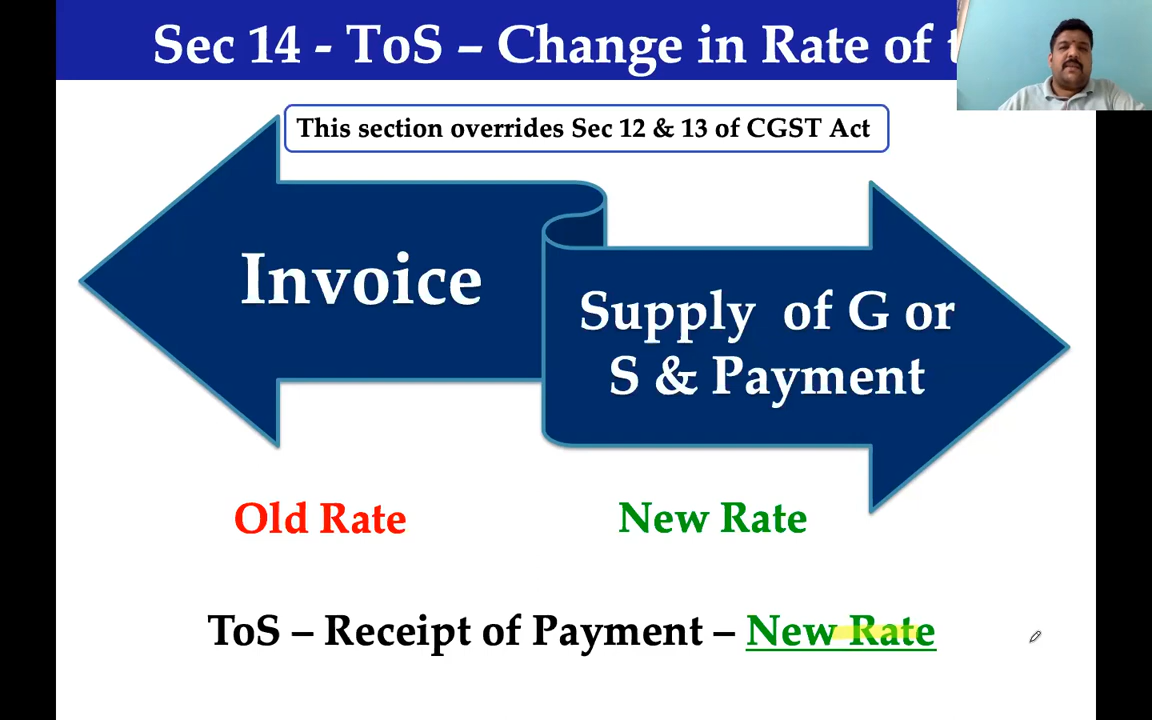 Sec 14 - ToS – Change in Rate of
This section overrides Sec 12 & 13 of CGST Act
Invoice
Supply of G or
S & Payment
Old Rate
New Rate
ToS – Receipt of Payment – New Rate